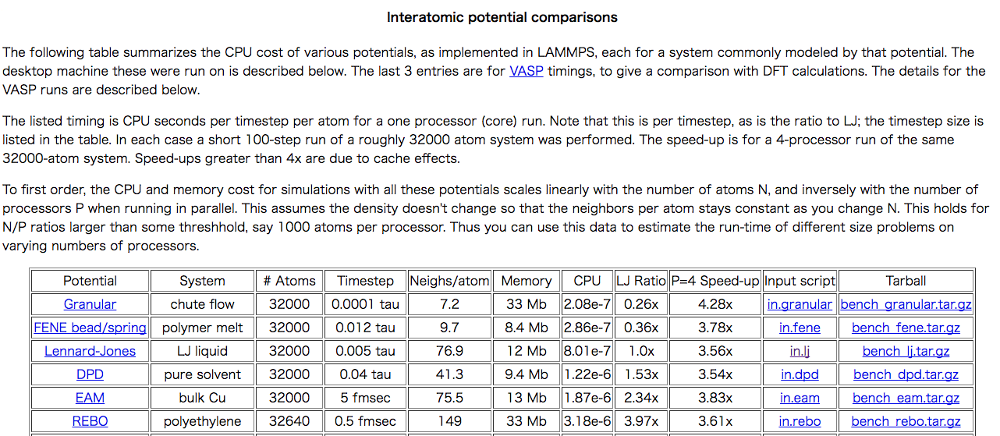 Interatomic potential comparisons
The following table summarizes the CPU cost of various potentials, as implemented in LAMMPS, each for a system commonly modeled by that potential. The
desktop machine these were run on is described below. The last 3 entries are for VASP timings, to give a comparison with DFT calculations. The details for the
VASP runs are described below.
The listed timing is CPU seconds per timestep per atom for a one processor (core) run. Note that this is per timestep, as is the ratio to LJ; the timestep size is
listed in the table. In each case a short 100-step run of a roughly 32000 atom system was performed. The speed-up is for a 4-processor run of the same
32000-atom system. Speed-ups greater than 4x are due to cache effects.
To first order, the CPU and memory cost for simulations with all these potentials scales linearly with the number of atoms N, and inversely with the number of
processors P when running in parallel. This assumes the density doesn't change so that the neighbors per atom stays constant as you change N. This holds for
N/P ratios larger than some threshhold, say 1000 atoms per processor. Thus you can use this data to estimate the run-time of different size problems on
varying numbers of processors.
Potential System # Atoms Timestep Neighs/atom Memory CPU LJ Ratio P=4 Speed-up Input script Tarball
Granular chute flow 32000 0.0001 tau 7.2 33 Mb 2.08e-7 0.26x 4.28x in.granular bench_granular.tar.gz
FENE bead/spring polymer melt 32000 0.012 tau 9.7 8.4 Mb 2.86e-7 0.36x 3.78x in.fene bench_fene.tar.gz
Lennard-Jones LJ liquid 32000 0.005 tau 76.9 12 Mb 8.01e-7 1.0x 3.56x in.lj bench_lj.tar.gz
DPD pure solvent 32000 0.04 tau 41.3 9.4 Mb 1.22e-6 1.53x 3.54x in.dpd bench_dpd.tar.gz
EAM bulk Cu 32000 5 fmsec 75.5 13 Mb 1.87e-6 2.34x 3.83x in.eam bench_eam.tar.gz
REBO polyethylene 32640 0.5 fmsec 149 33 Mb 3.18e-6 3.97x 3.61x in.rebo bench_rebo.tar.gz